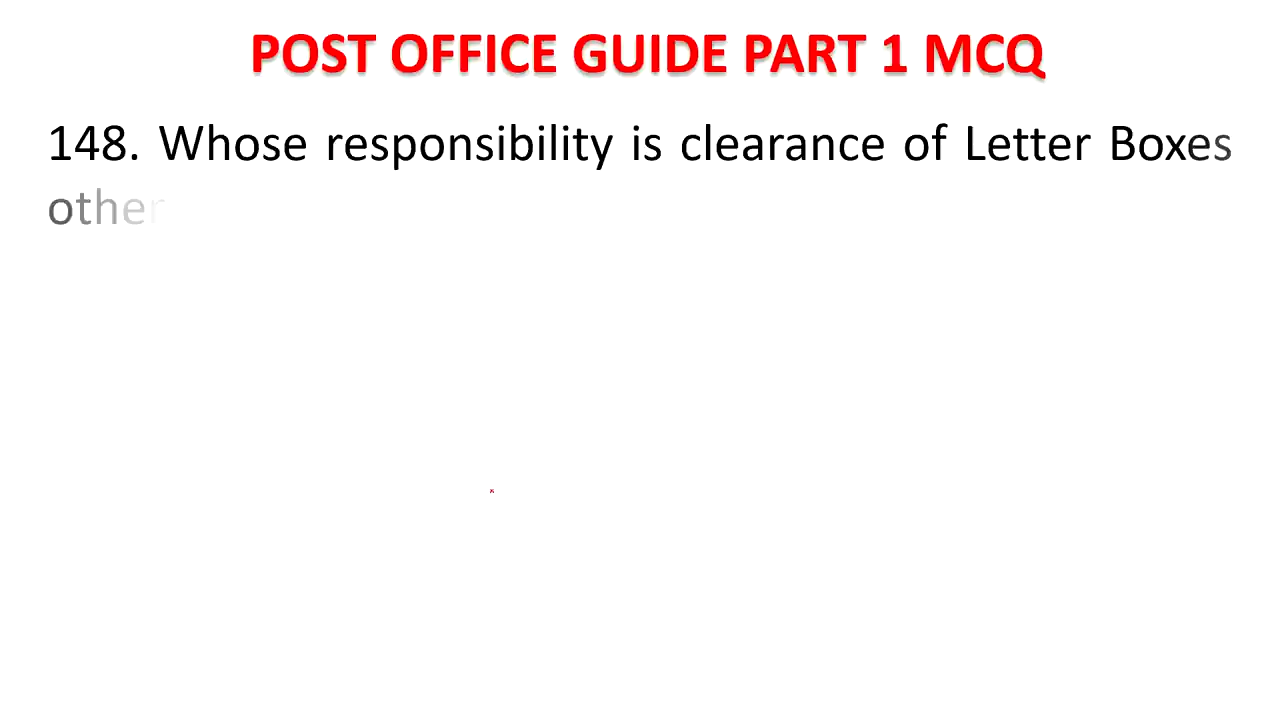 POST OFFICE GUIDE PART 1 MCQ
148. Whose responsibility is clearance of Letter Boxes
other